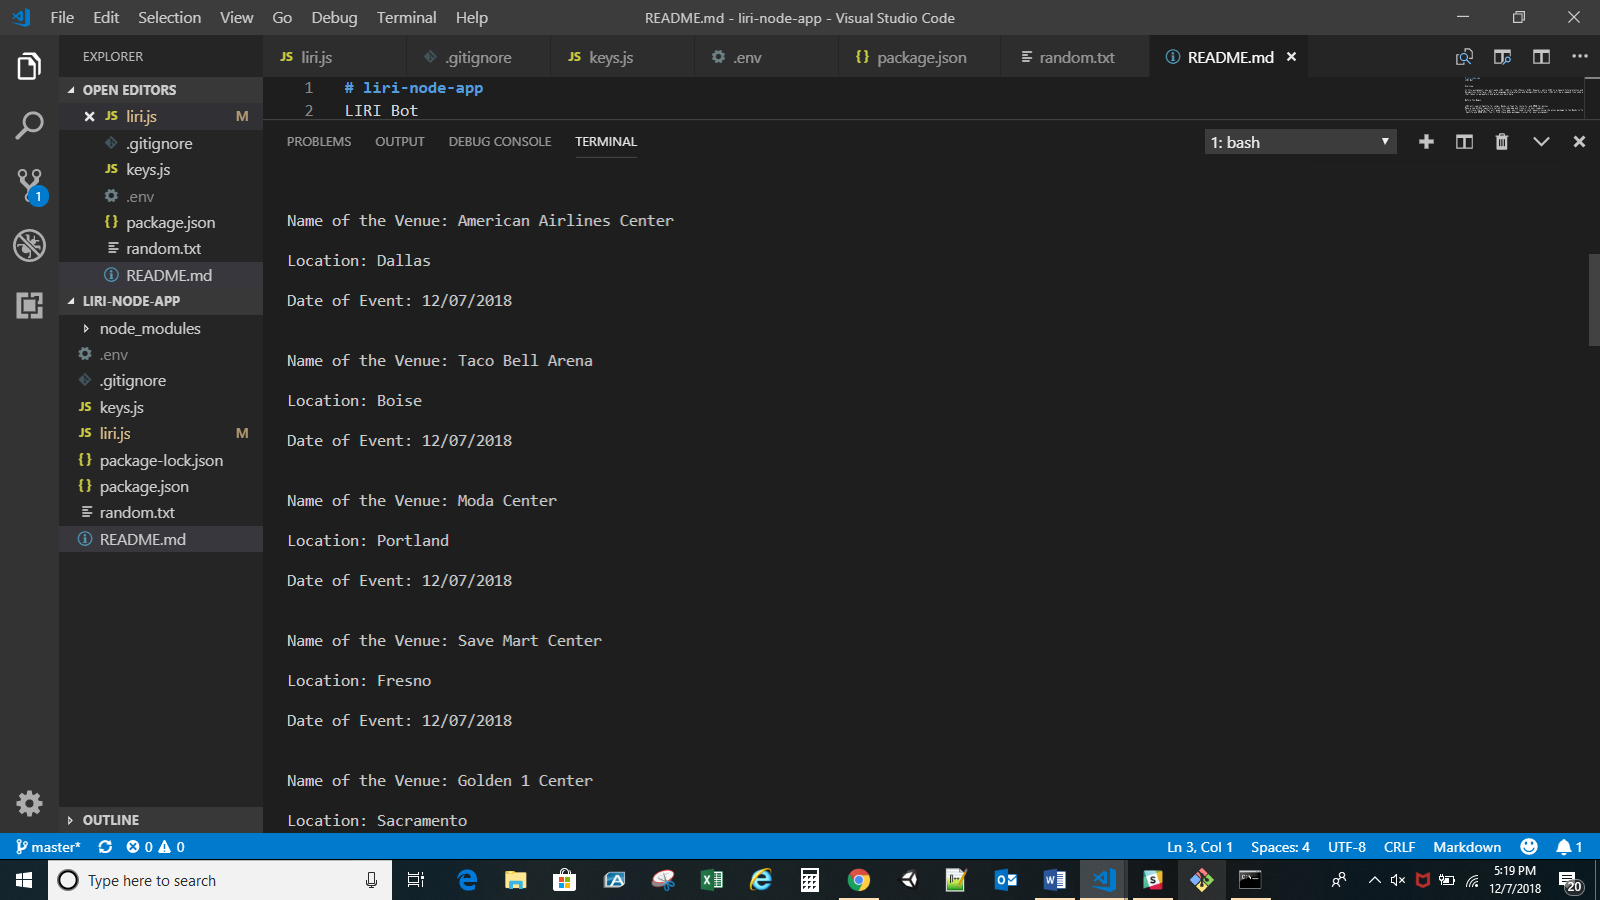 File Edit Selection View Go Debug Terminal Help
README.md - liri-node-app - Visual Studio Code
EXPLORER
JS liri.js
.gitignore
JS keys.js
.env
{} package.json
random.txt
README.md
OPEN EDITORS
JS liri.js M
.gitignore
JS keys.js
.env
{} package.json
random.txt
README.md
LIRI-NODE-APP
node_modules
.env
.gitignore
JS keys.js
JS liri.js M
{} package-lock.json
{} package.json
random.txt
README.md
OUTLINE
1 # liri-node-app
2 LIRI Bot
PROBLEMS OUTPUT DEBUG CONSOLE TERMINAL
1: bash
Name of the Venue: American Airlines Center
Location: Dallas
Date of Event: 12/07/2018
Name of the Venue: Taco Bell Arena
Location: Boise
Date of Event: 12/07/2018
Name of the Venue: Moda Center
Location: Portland
Date of Event: 12/07/2018
Name of the Venue: Save Mart Center
Location: Fresno
Date of Event: 12/07/2018
Name of the Venue: Golden 1 Center
Location: Sacramento
1
master* 0 0
Ln 3, Col 1 Spaces: 4 UTF-8 CRLF Markdown 1
Type here to search
5:19 PM
12/7/2018
20